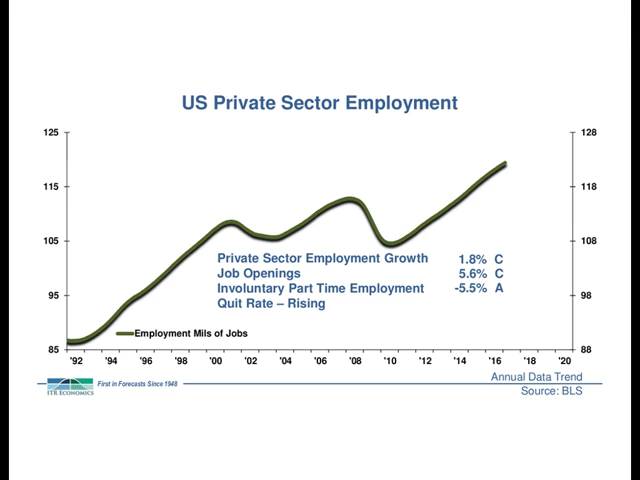 US Private Sector Employment
125 128
115 118
105 108
Private Sector Employment Growth 1.8% C
Job Openings 5.6% C
Involuntary Part Time Employment -5.5% A
Quit Rate – Rising
95 98
Employment Mils of Jobs
85 88
'92 '94 '96 '98 '00 '02 '04 '06 '08 '10 '12 '14 '16 '18 '20
ITR ECONOMICS First in Forecasts Since 1948
Annual Data Trend
Source: BLS